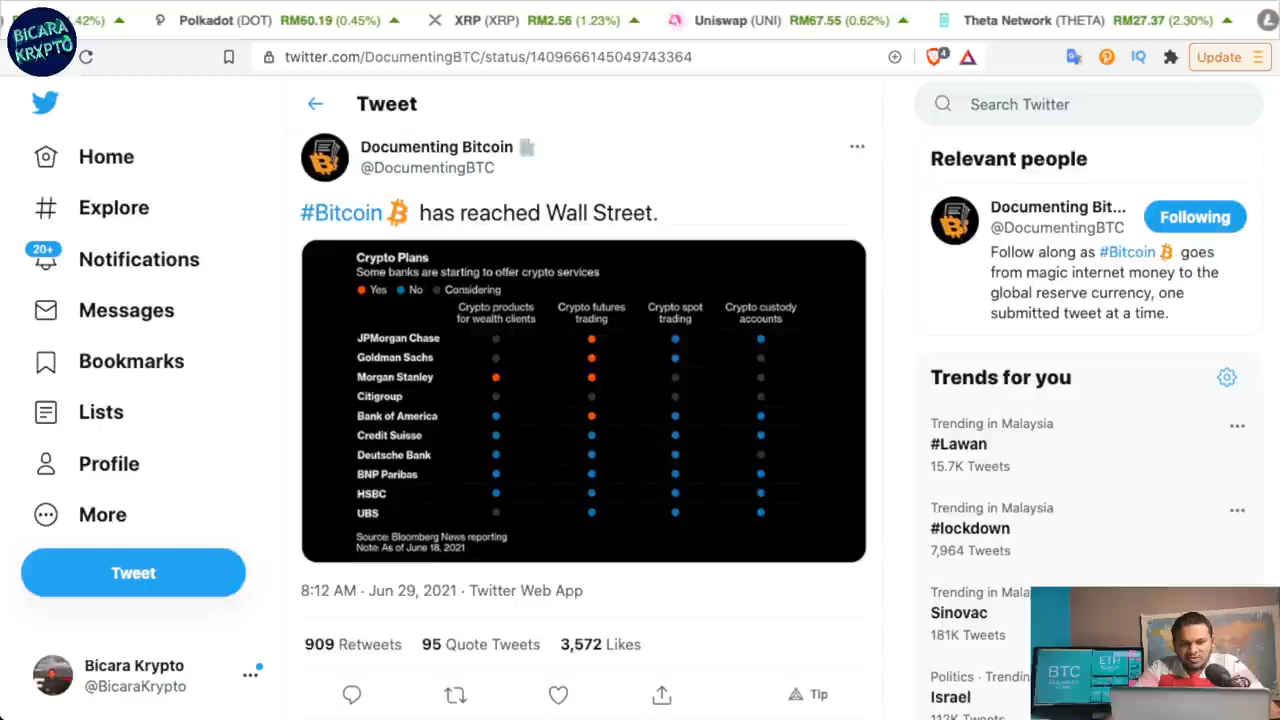 .42%)
Polkadot (DOT) RM60.19 (0.45%)
XRP (XRP) RM2.56 (1.23%)
Uniswap (UNI) RM67.55 (0.62%)
Theta Network (THETA) RM27.37 (2.30%)
BICARA
KRYPTO
twitter.com/DocumentingBTC/status/1409666145049743364
4
IQ
Update
Home
Explore
20+
Notifications
Messages
Bookmarks
Lists
Profile
More
Tweet
Bicara Krypto
@BicaraKrypto
Tweet
Documenting Bitcoin
@DocumentingBTC
#Bitcoin has reached Wall Street.
Crypto Plans
Some banks are starting to offer crypto services
Yes No Considering
Crypto products for wealth clients
Crypto futures trading
Crypto spot trading
Crypto custody accounts
JPMorgan Chase
Goldman Sachs
Morgan Stanley
Citigroup
Bank of America
Credit Suisse
Deutsche Bank
BNP Paribas
HSBC
UBS
Source: Bloomberg News reporting
Note: As of June 18, 2021
8:12 AM · Jun 29, 2021 · Twitter Web App
909 Retweets 95 Quote Tweets 3,572 Likes
Tip
Search Twitter
Relevant people
Documenting Bit...
@DocumentingBTC
Following
Follow along as #Bitcoin goes
from magic internet money to the
global reserve currency, one
submitted tweet at a time.
Trends for you
Trending in Malaysia
#Lawan
15.7K Tweets
Trending in Malaysia
#lockdown
7,964 Tweets
Trending in Mala
Sinovac
181K Tweets
Politics · Trendin
Israel
112K Tweets
BTC
ETH